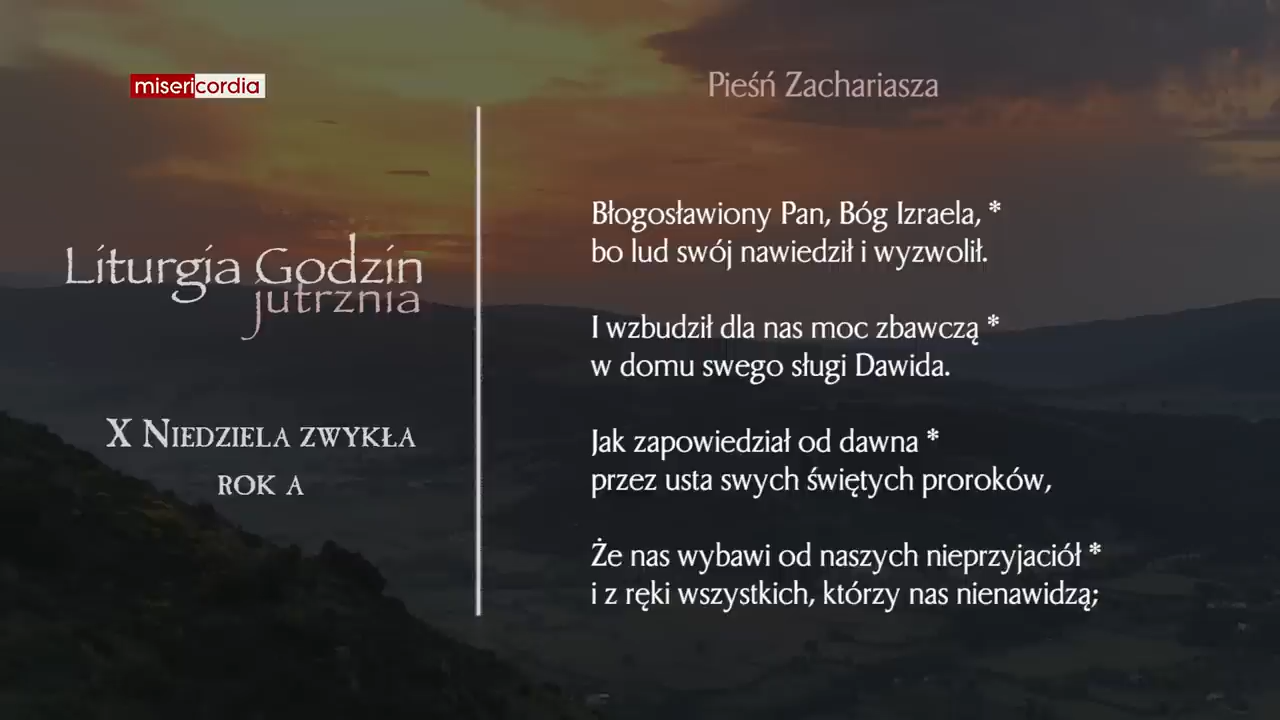 misericordia
Liturgia Godzin
jutrznia
X Niedziela zwykła
rok A
Pieśń Zachariasza
Błogosławiony Pan, Bóg Izraela, *
bo lud swój nawiedził i wyzwolił.
I wzbudził dla nas moc zbawczą *
w domu swego sługi Dawida.
Jak zapowiedział od dawna *
przez usta swych świętych proroków,
Że nas wybawi od naszych nieprzyjaciół *
i z ręki wszystkich, którzy nas nienawidzą;